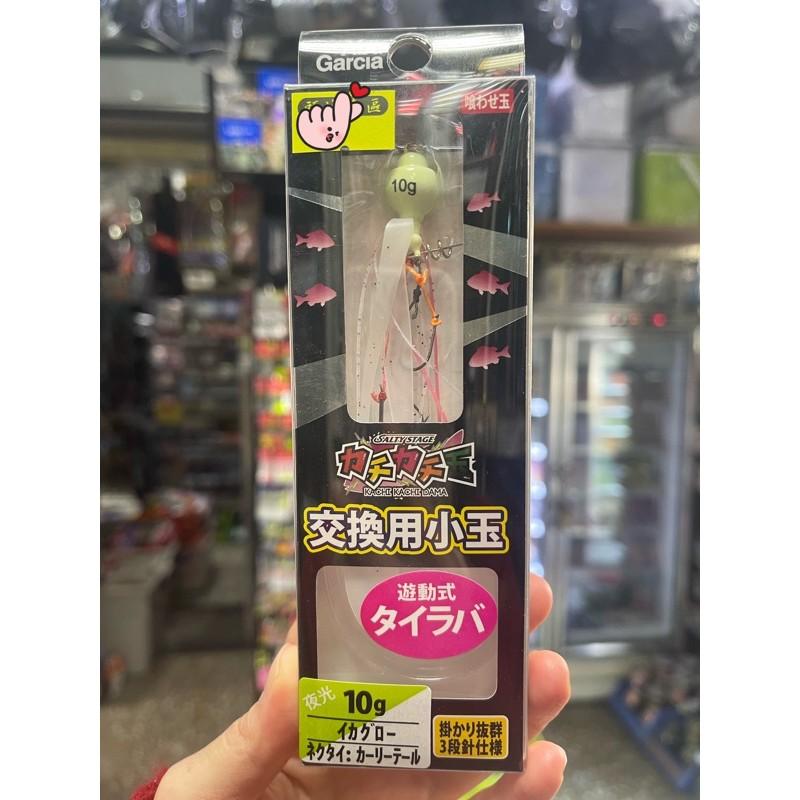 Garcia
區
喰わせ玉
10g
SALTY STAGE
カチカチ玉
KACHI KACHI DAMA
交換用小玉
遊動式
タイラバ
夜光 10g
イカグロー
ネクタイ：カーリーテール
掛かり抜群
3段針仕様